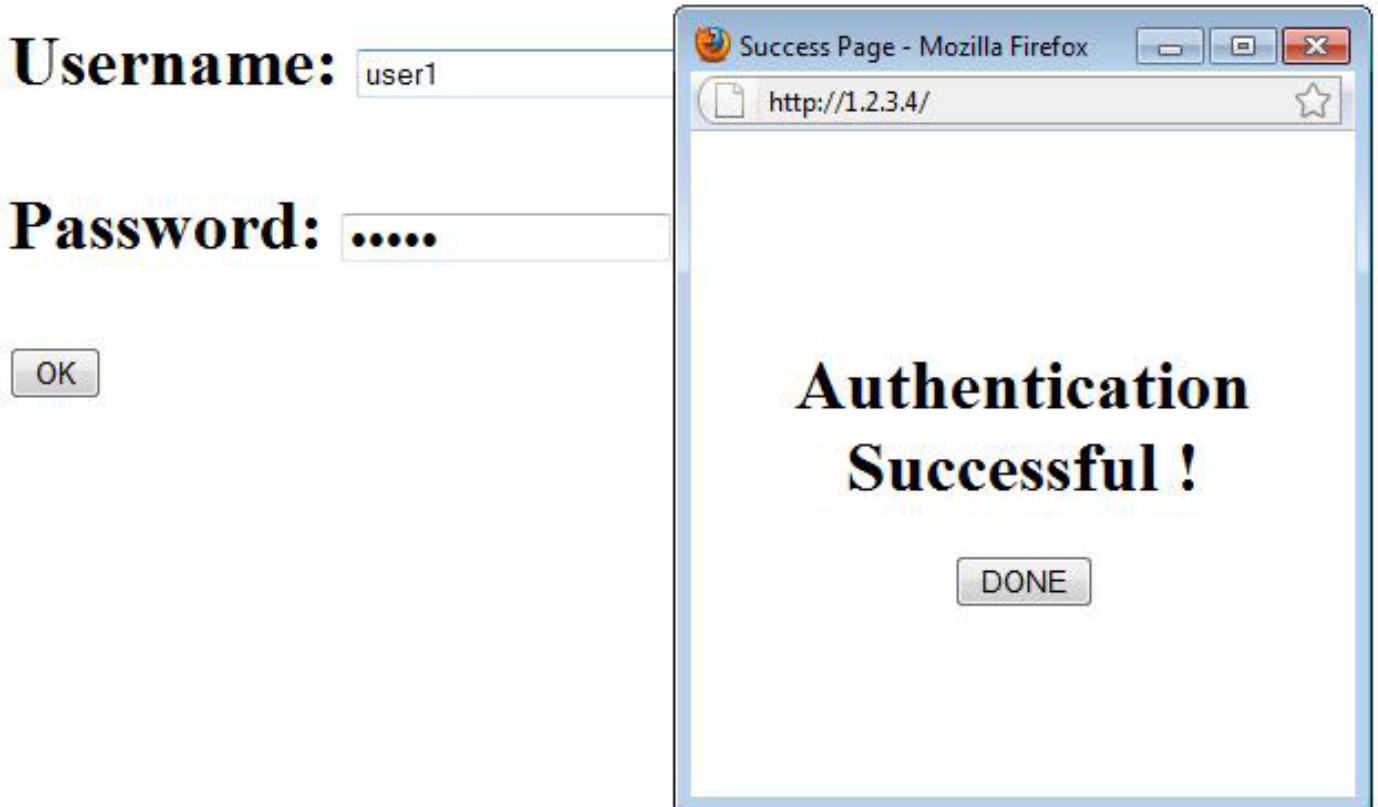 Username: user1
Password: •••••
OK
Success Page - Mozilla Firefox
http://1.2.3.4/
Authentication
Successful !
DONE